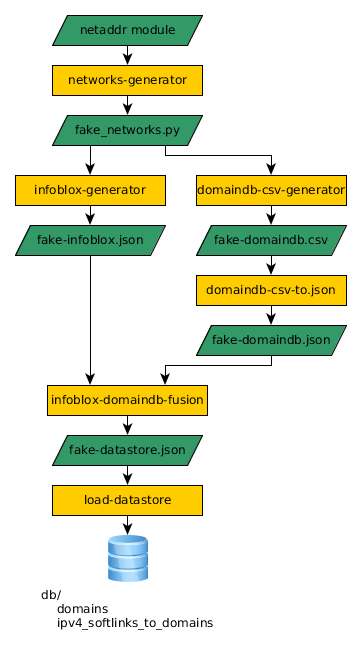 netaddr module
networks-generator
fake_networks.py
infoblox-generator
domaindb-csv-generator
fake-infoblox.json
fake-domaindb.csv
domaindb-csv-to.json
fake-domaindb.json
infoblox-domaindb-fusion
fake-datastore.json
load-datastore
db/
domains
ipv4_softlinks_to_domains